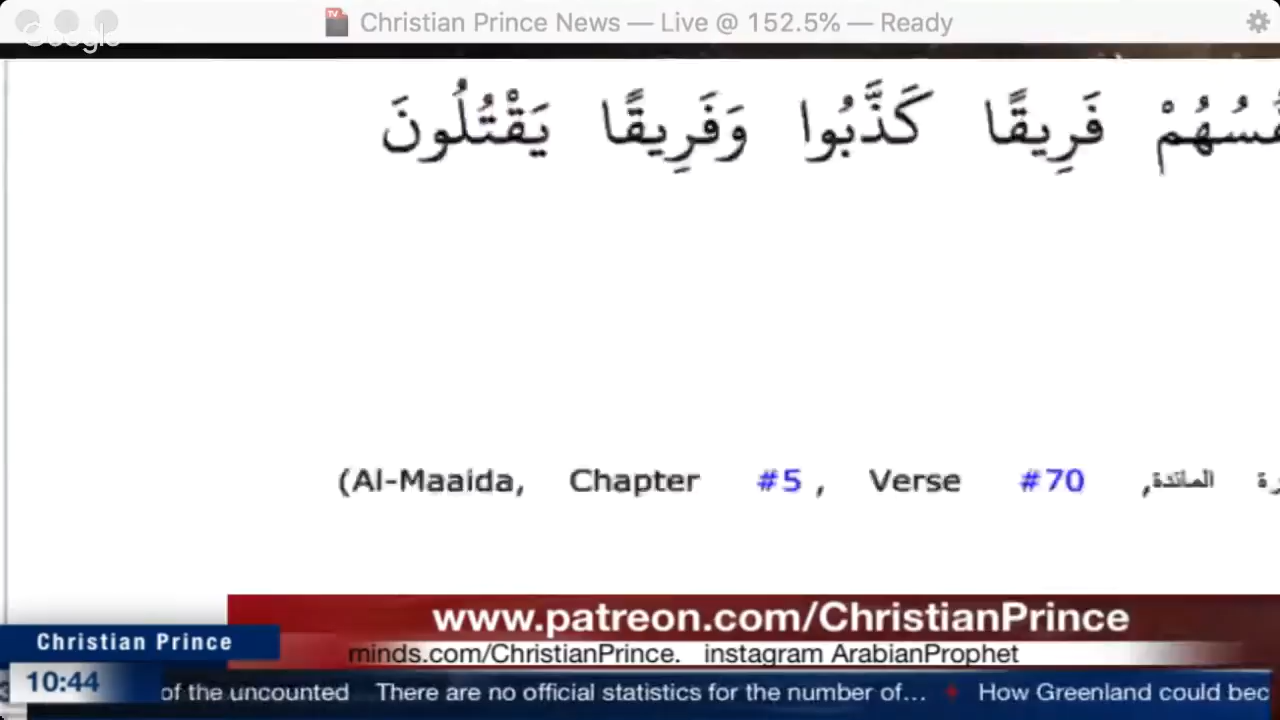 Christian Prince News — Live @ 152.5% — Ready
Google
فَرِيقًا كَذَّبُوا وَفَرِيقًا يَقْتُلُونَ
(Al-Maaida, Chapter #5 , Verse #70 ,المائدة
www.patreon.com/ChristianPrince
Christian Prince
minds.com/ChristianPrince. instagram ArabianProphet
10:44
of the uncounted There are no official statistics for the number of... ♦ How Greenland could bec